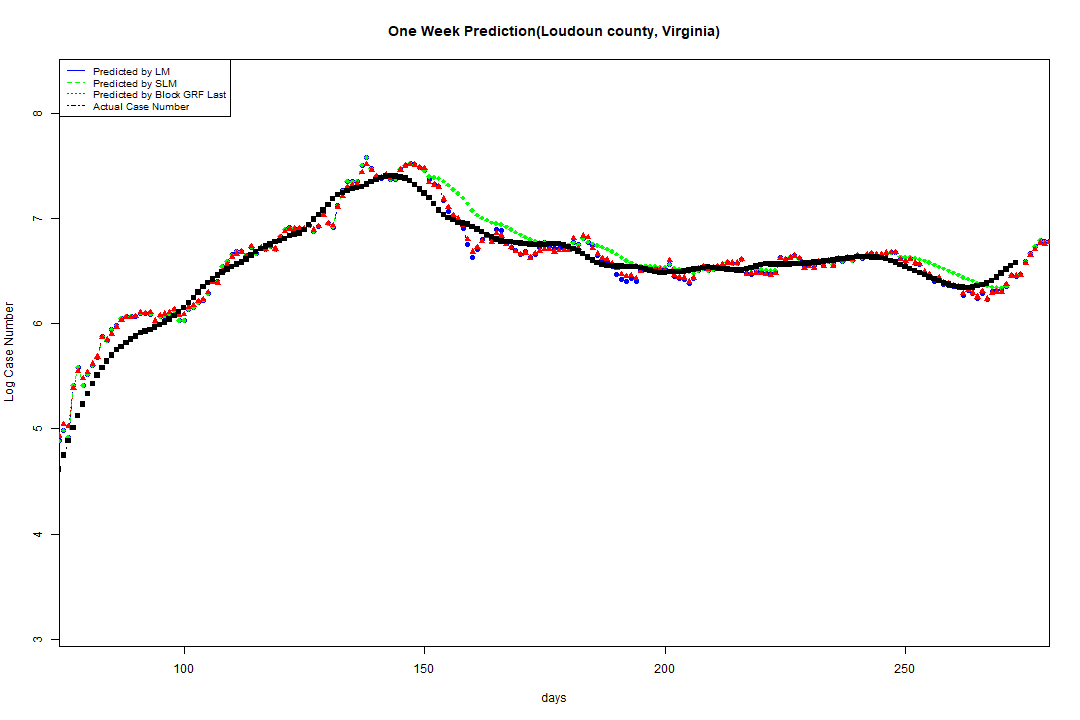 One Week Prediction(Loudoun county, Virginia)
Predicted by LM
Predicted by SLM
Predicted by Block GRF Last
Actual Case Number
8
7
6
5
4
3
Log Case Number
100 150 200 250
days